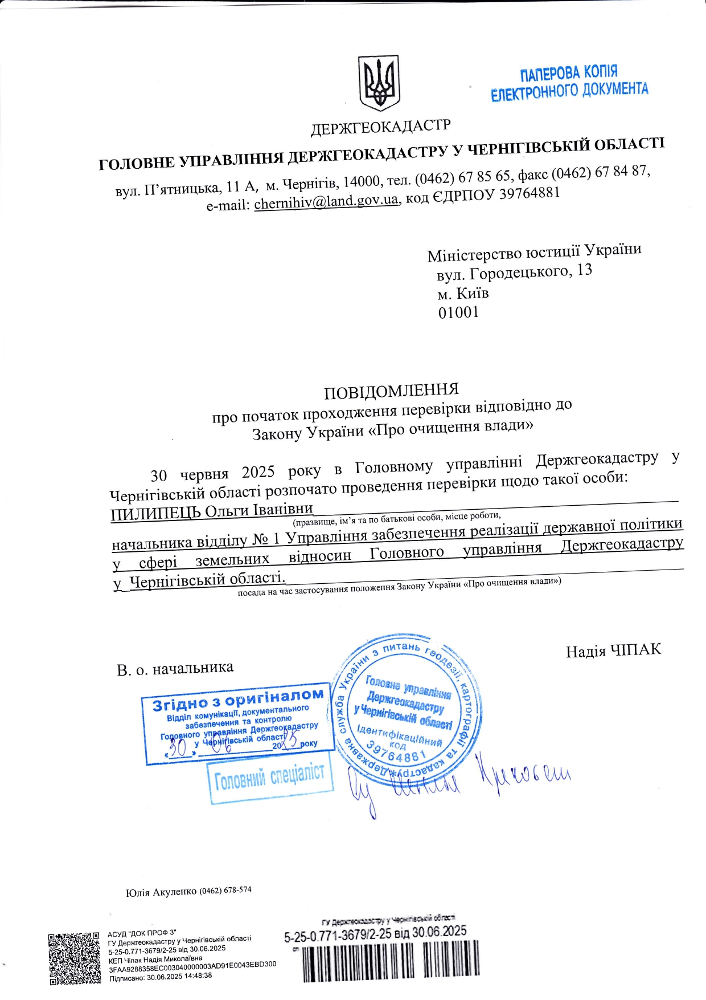 ПАПЕРОВА КОПІЯ
ЕЛЕКТРОННОГО ДОКУМЕНТА
ДЕРЖГЕОКАДАСТР
ГОЛОВНЕ УПРАВЛІННЯ ДЕРЖГЕОКАДАСТРУ У ЧЕРНІГІВСЬКІЙ ОБЛАСТІ
вул. П’ятницька, 11 А, м. Чернігів, 14000, тел. (0462) 67 85 65, факс (0462) 67 84 87,
e-mail: chernihiv@land.gov.ua, код ЄДРПОУ 39764881
Міністерство юстиції України
вул. Городецького, 13
м. Київ
01001
ПОВІДОМЛЕННЯ
про початок проходження перевірки відповідно до
Закону України «Про очищення влади»
30 червня 2025 року в Головному управлінні Держгеокадастру у
Чернігівській області розпочато проведення перевірки щодо такої особи:
ПИЛИПЕЦЬ Ольги Іванівни
(празвище, ім’я та по батькові особи, місце роботи,
начальника відділу № 1 Управління забезпечення реалізації державної політики
у сфері земельних відносин Головного управління Держгеокадастру
у Чернігівській області.
посада на час застосування положення Закону України «Про очищення влади»)
В. о. начальника
Надія ЧІПАК
Згідно з оригіналом
Відділ комунікації, документального
забезпечення та контролю
Головного управління Держгеокадастру
у Чернігівській області
«30» 06 2025 року
Головний спеціаліст
Державна служба України з питань геодезії, картографії та кадастру
Головне управління
Держгеокадастру
у Чернігівській області
Ідентифікаційний
код
39764881
Юлія Акуленко (0462) 678-574
АСУД "ДОК ПРОФ 3"
ГУ Держгеокадастру у Чернігівській області
5-25-0.771-3679/2-25 від 30.06.2025
КЕП Чіпак Надія Миколаївна
3FAA9288358EC003040000003AD91E0043EBD300
Підписано: 30.06.2025 14:48:38
ГУ Держгеокадастру у Чернігівській області
5-25-0.771-3679/2-25 від 30.06.2025